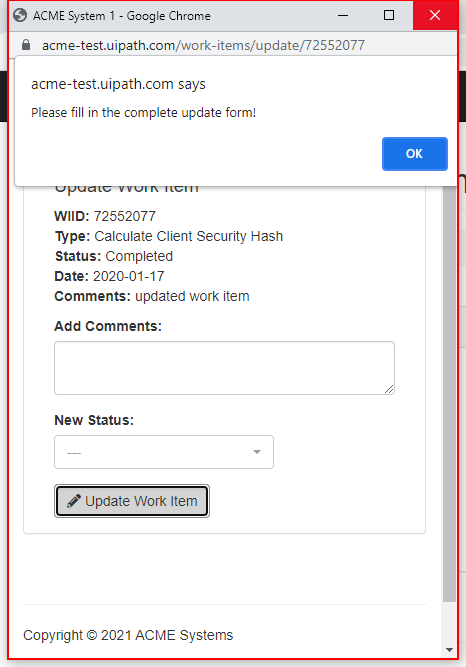 ACME System 1 - Google Chrome
acme-test.uipath.com/work-items/update/72552077
acme-test.uipath.com says
Please fill in the complete update form!
OK
Update Work Item
WIID: 72552077
Type: Calculate Client Security Hash
Status: Completed
Date: 2020-01-17
Comments: updated work item
Add Comments:
New Status:
---
Update Work Item
Copyright © 2021 ACME Systems